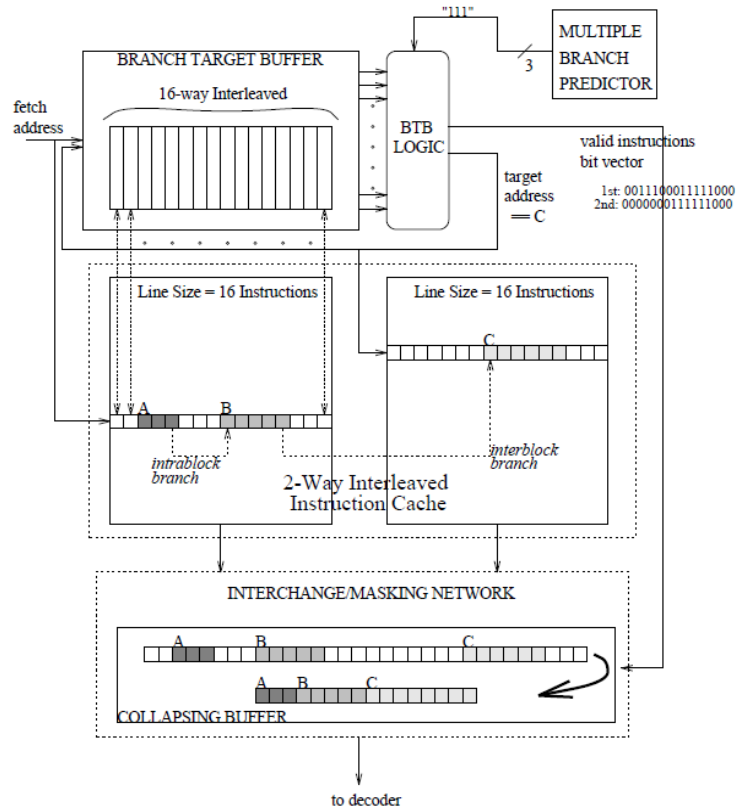 "111"
MULTIPLE
BRANCH
PREDICTOR
3
BRANCH TARGET BUFFER
16-way Interleaved
fetch
address
BTB
LOGIC
valid instructions
bit vector
1st: 0011100011111000
2nd: 0000000111111000
target
address
== C
Line Size = 16 Instructions
Line Size = 16 Instructions
C
A
B
intrablock
branch
interblock
branch
2-Way Interleaved
Instruction Cache
INTERCHANGE/MASKING NETWORK
A
B
C
A
B
C
COLLAPSING BUFFER
to decoder